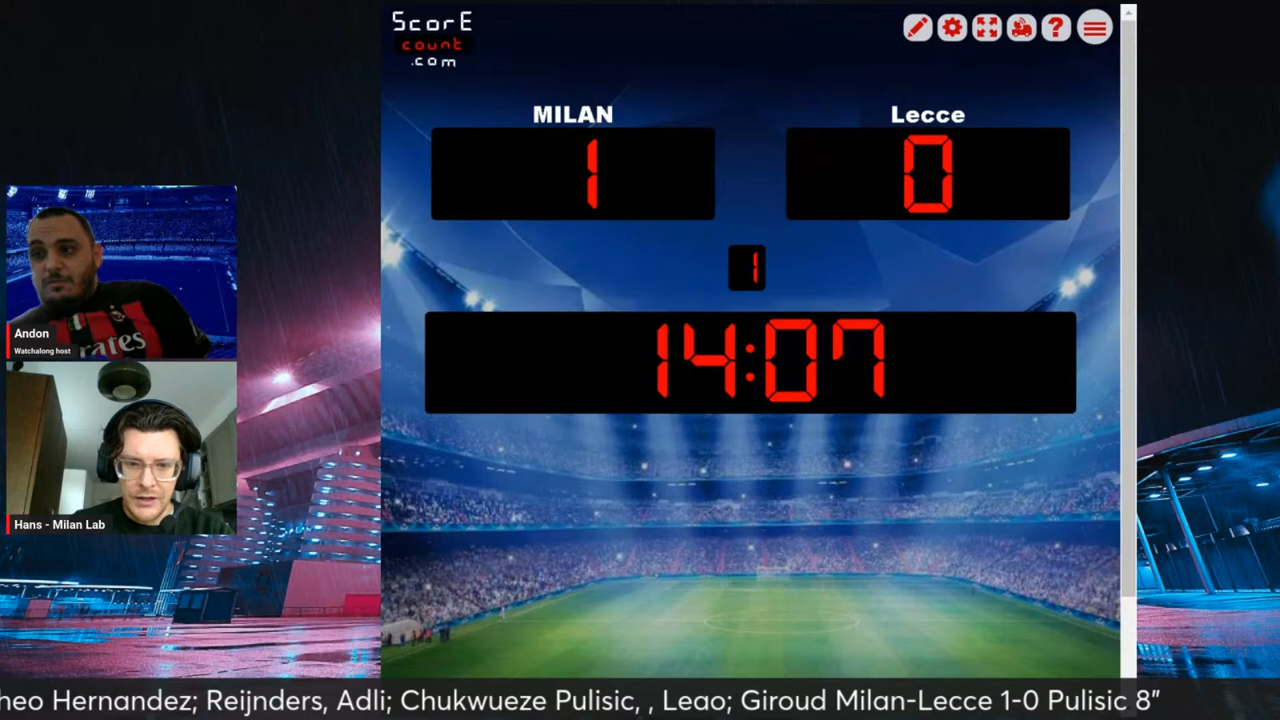 ScorE
count
.com
?
MILAN
Lecce
1
0
1
14:07
rates
Andon
Watchalong host
Hans - Milan Lab
heo Hernandez; Reijnders, Adli; Chukwueze Pulisic, , Leao; Giroud Milan-Lecce 1-0 Pulisic 8”